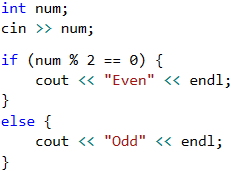 int num;
cin >> num;
if (num % 2 == 0) {
    cout << "Even" << endl;
}
else {
    cout << "Odd" << endl;
}